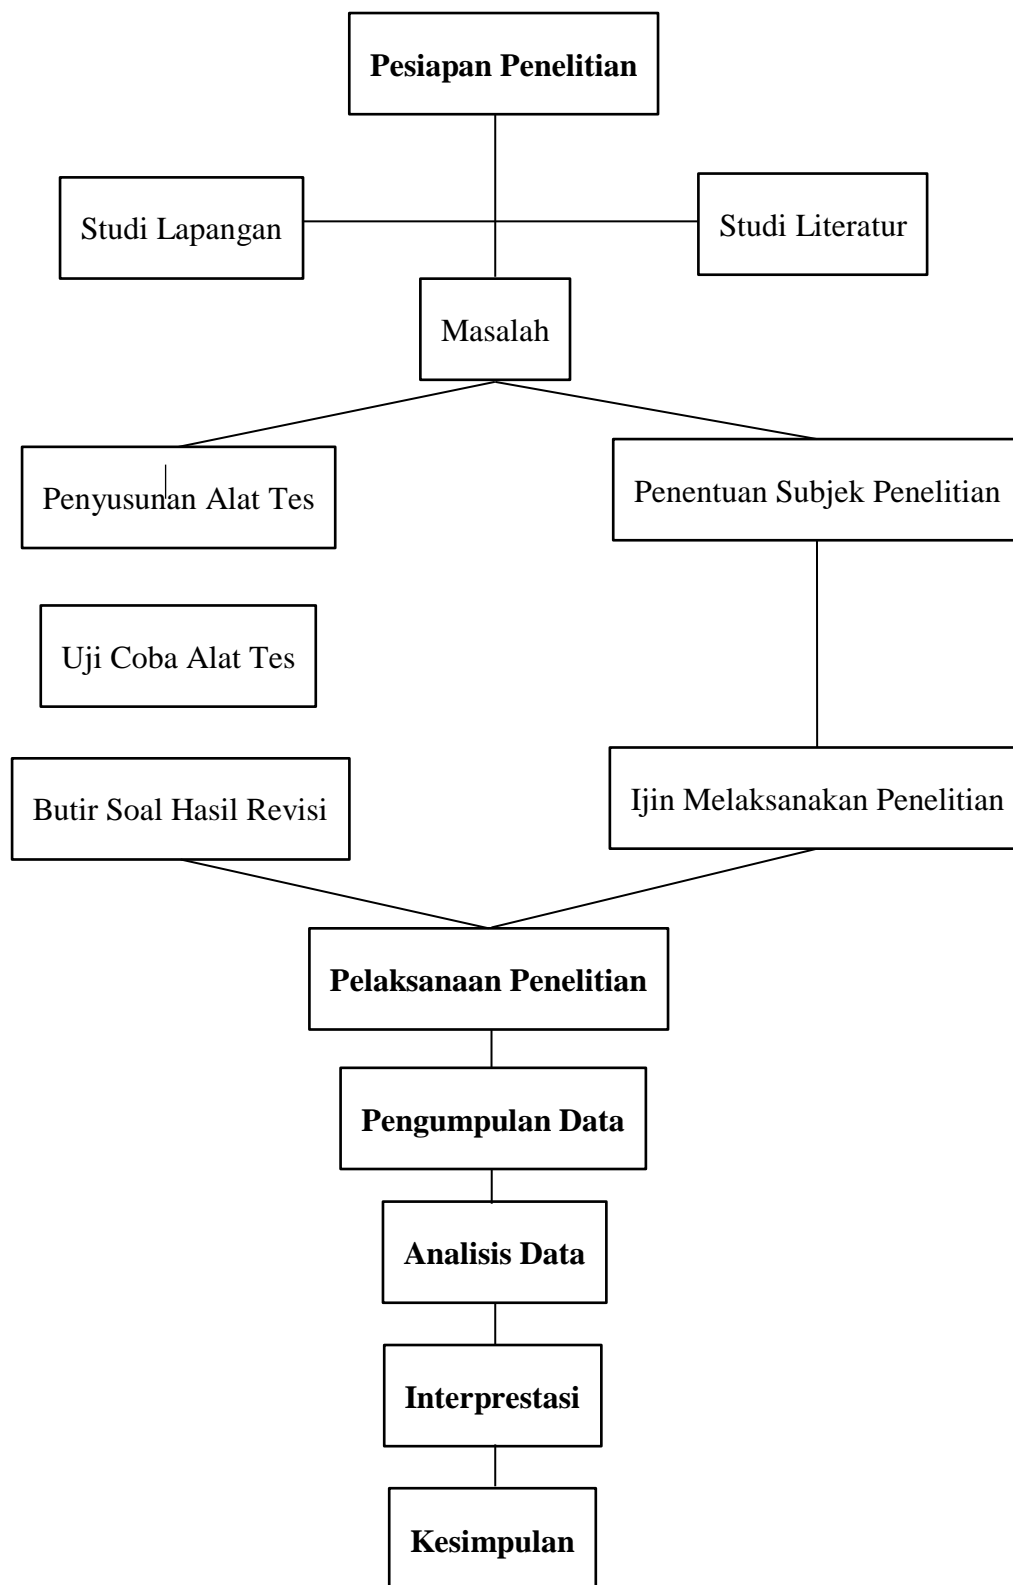 Pesiapan Penelitian
Studi Lapangan
Studi Literatur
Masalah
Penyusunan Alat Tes
Penentuan Subjek Penelitian
Uji Coba Alat Tes
Butir Soal Hasil Revisi
Ijin Melaksanakan Penelitian
Pelaksanaan Penelitian
Pengumpulan Data
Analisis Data
Interprestasi
Kesimpulan